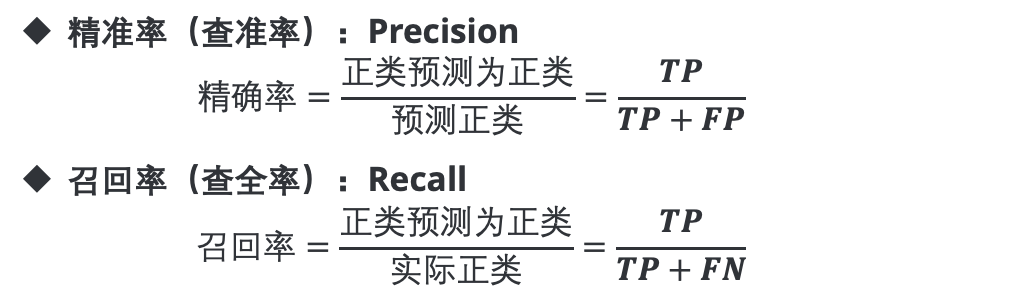 ◆ 精准率（查准率）：Precision
精确率 = 正类预测为正类 / 预测正类 = TP / TP + FP
◆ 召回率（查全率）：Recall
召回率 = 正类预测为正类 / 实际正类 = TP / TP + FN